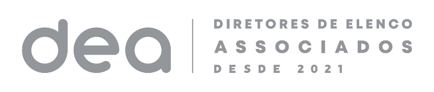 dea
DIRETORES DE ELENCO
ASSOCIADOS
DESDE 2021